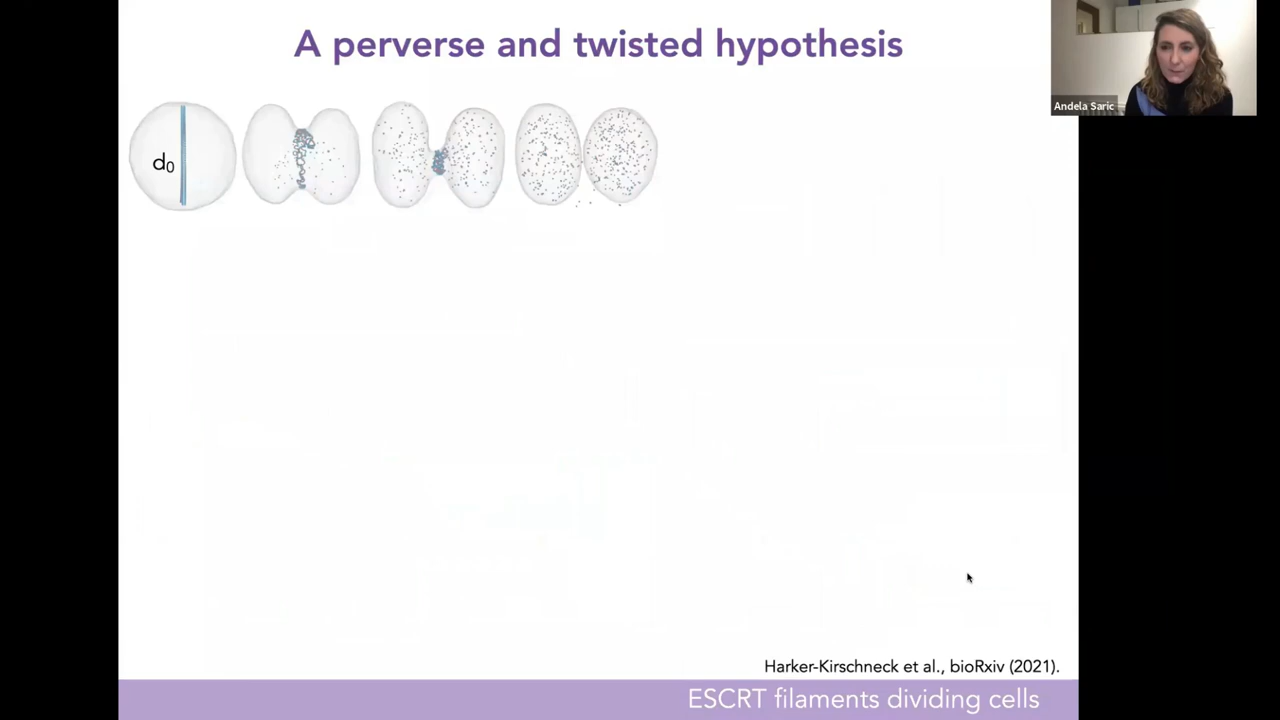 A perverse and twisted hypothesis
Andela Saric
d₀
Harker-Kirschneck et al., bioRxiv (2021).
ESCRT filaments dividing cells